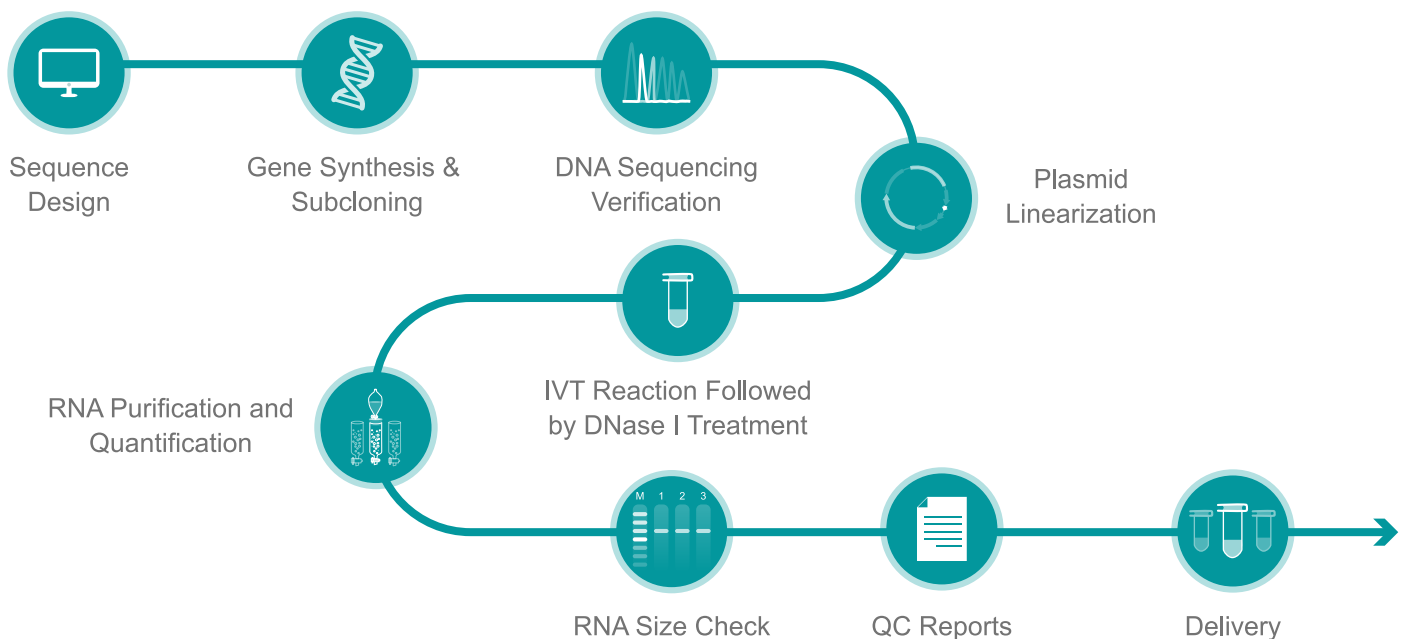 Sequence
Design
Gene Synthesis &
Subcloning
DNA Sequencing
Verification
Plasmid
Linearization
IVT Reaction Followed
by DNase I Treatment
RNA Purification and
Quantification
M 1 2 3
RNA Size Check
QC Reports
Delivery